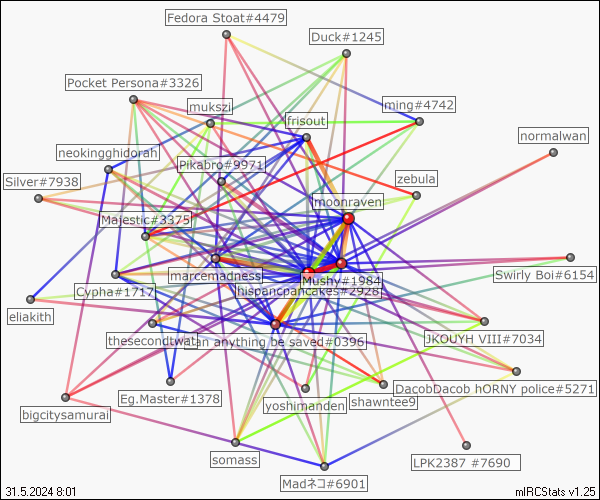 Fedora Stoat#4479
Duck#1245
Pocket Persona#3326
mukszi
ming#4742
frisout
normalwan
neokingghidorah
Pikabro#9971
Silver#7938
zebula
moonraven
Majestic#3375
marcemadness
Mushy#1984
Swirly Boi#6154
Cypha#1717
hispancpancakes#2928
eliakith
thesecondtwat
can anything be saved#0396
JKOUYH VIII#7034
Eg.Master#1378
yoshimanden
shawntee9
DacobDacob hORNY police#5271
bigcitysamurai
somass
LPK2387 #7690
Madネコ#6901
31.5.2024 8:01
mIRCStats v1.25